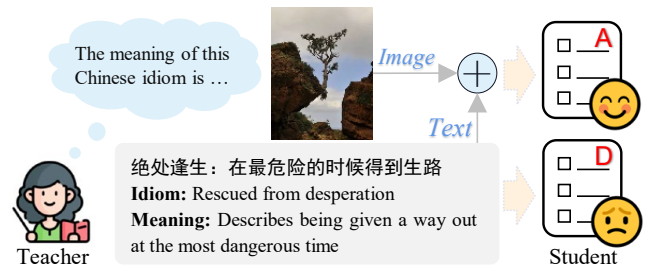 The meaning of this
Chinese idiom is …
Image
Text
A
绝处逢生：在最危险的时候得到生路
Idiom: Rescued from desperation
Meaning: Describes being given a way out
at the most dangerous time
D
Teacher
Student